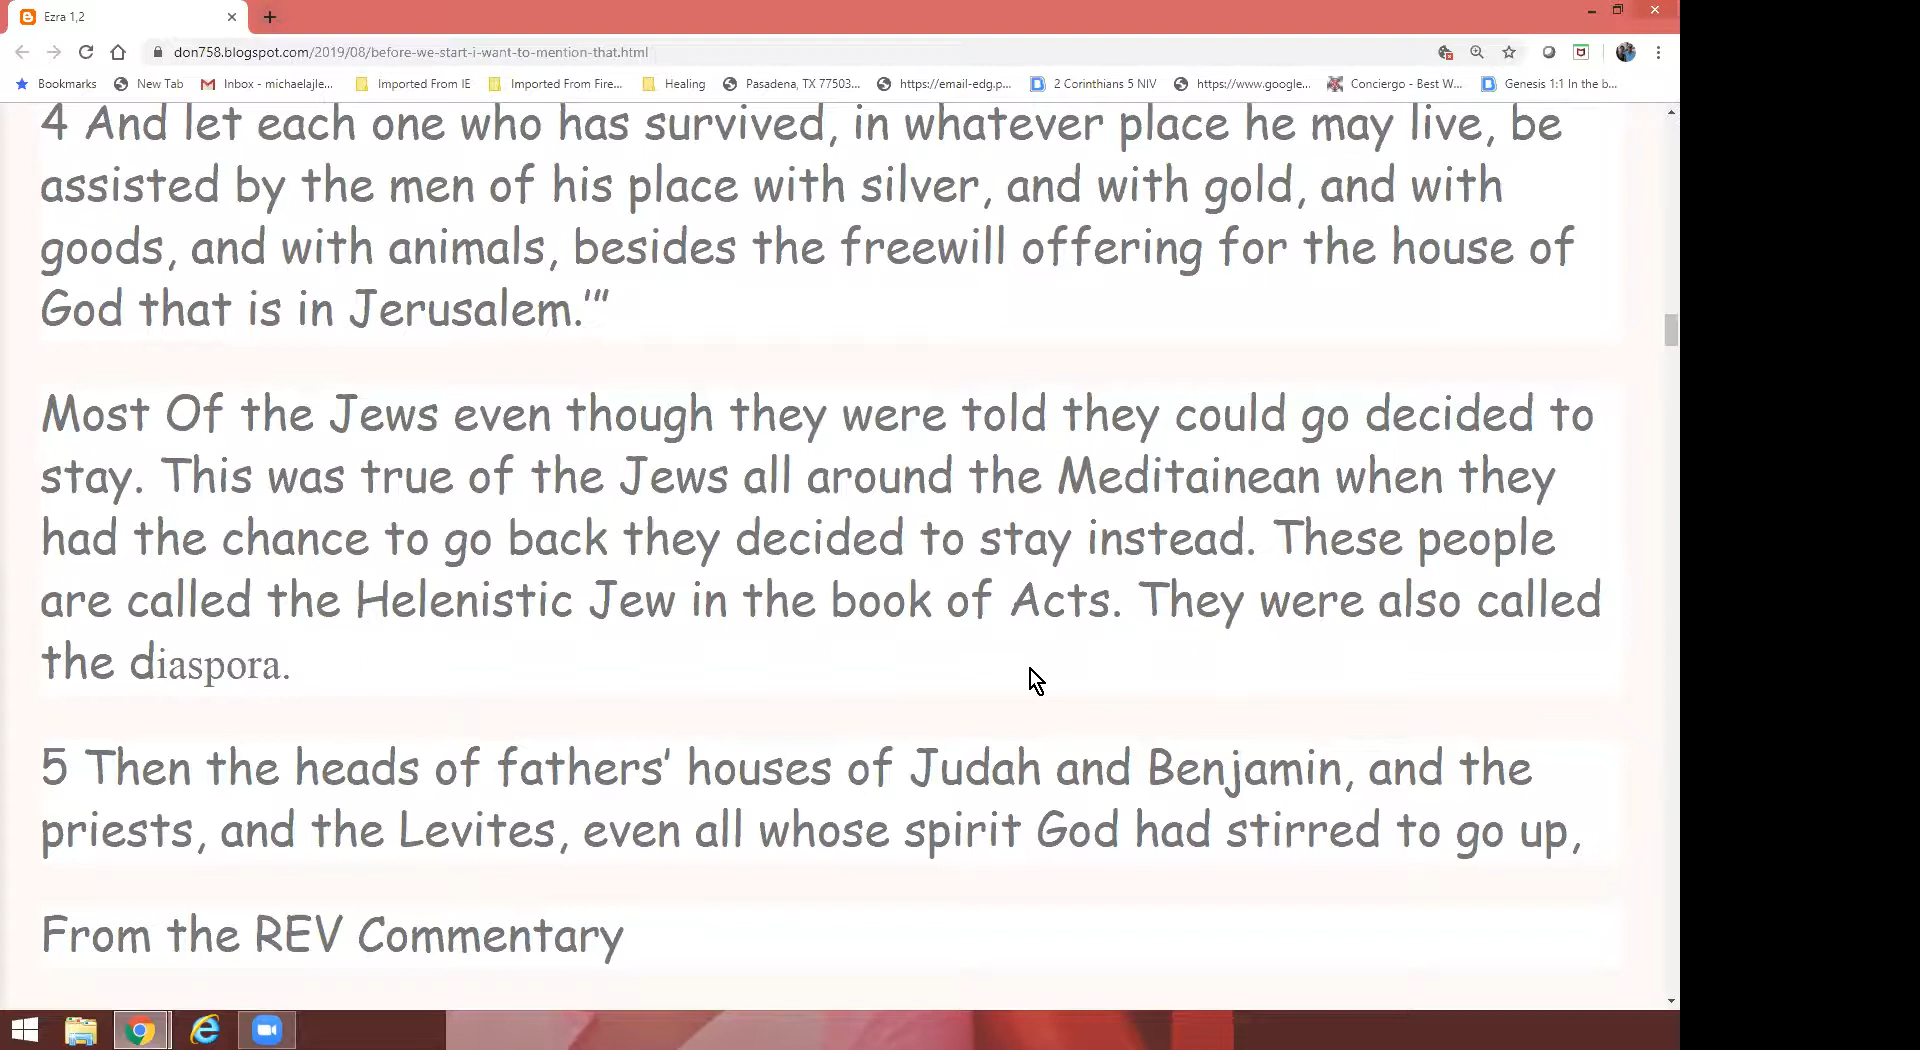 Ezra 1,2
don758.blogspot.com/2019/08/before-we-start-i-want-to-mention-that.html
Bookmarks New Tab Inbox - michaelajle... Imported From IE Imported From Fire... Healing Pasadena, TX 77503... https://email-edg.p... 2 Corinthians 5 NIV https://www.google... Conciergo - Best W... Genesis 1:1 In the b...
4 And let each one who has survived, in whatever place he may live, be
assisted by the men of his place with silver, and with gold, and with
goods, and with animals, besides the freewill offering for the house of
God that is in Jerusalem.'"
Most Of the Jews even though they were told they could go decided to
stay. This was true of the Jews all around the Meditainean when they
had the chance to go back they decided to stay instead. These people
are called the Helenistic Jew in the book of Acts. They were also called
the diaspora.
5 Then the heads of fathers' houses of Judah and Benjamin, and the
priests, and the Levites, even all whose spirit God had stirred to go up,
From the REV Commentary